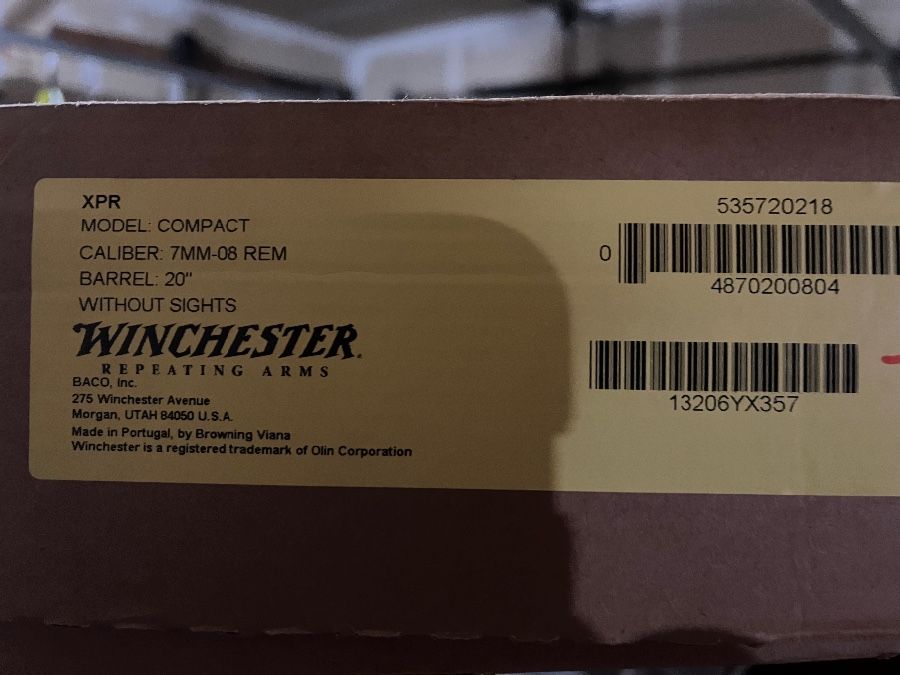 XPR
MODEL: COMPACT
CALIBER: 7MM-08 REM
BARREL: 20"
WITHOUT SIGHTS
WINCHESTER.
REPEATING ARMS
BACO, Inc.
275 Winchester Avenue
Morgan, UTAH 84050 U.S.A.
Made in Portugal, by Browning Viana
Winchester is a registered trademark of Olin Corporation
535720218
0
4870200804
13206YX357